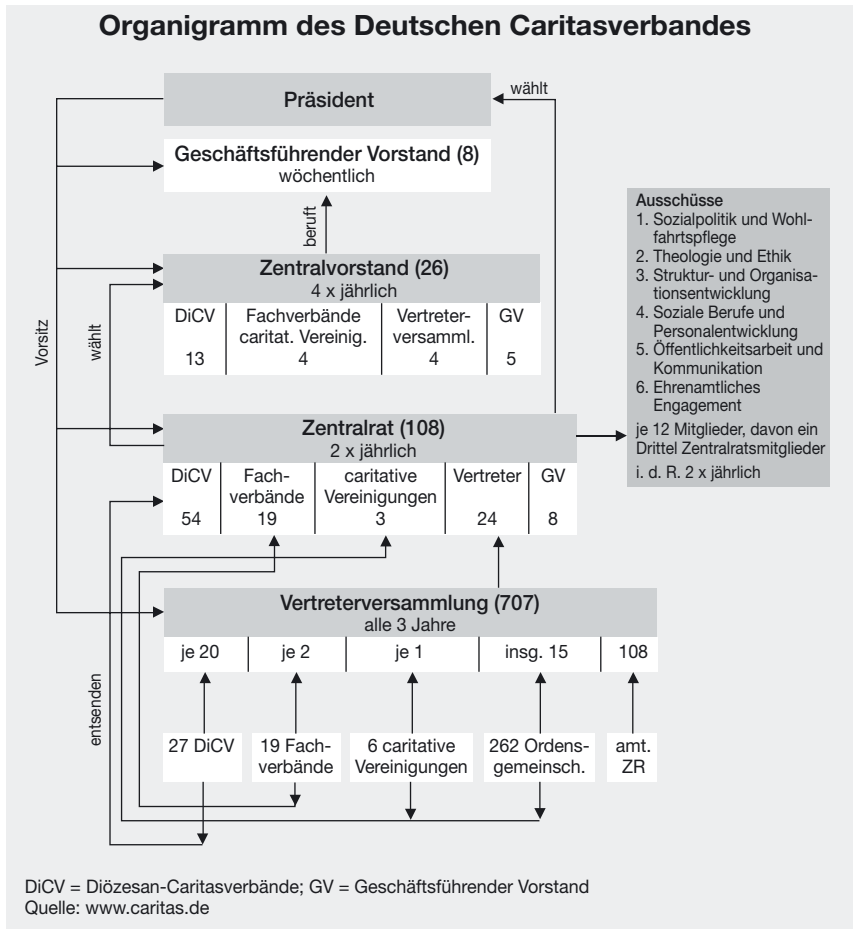 Organigramm des Deutschen Caritasverbandes
Präsident
wählt
Geschäftsführender Vorstand (8)
wöchentlich
beruft
Zentralvorstand (26)
4 x jährlich
DiCV
13
Fachverbände
caritat. Vereinig.
4
Vertreter-
versamml.
4
GV
5
Vorsitz
wählt
Zentralrat (108)
2 x jährlich
DiCV
54
Fach-
verbände
19
caritative
Vereinigungen
3
Vertreter
24
GV
8
Ausschüsse
1. Sozialpolitik und Wohl-
fahrtspflege
2. Theologie und Ethik
3. Struktur- und Organisa-
tionsentwicklung
4. Soziale Berufe und
Personalentwicklung
5. Öffentlichkeitsarbeit und
Kommunikation
6. Ehrenamtliches
Engagement
je 12 Mitglieder, davon ein
Drittel Zentralratsmitglieder
i. d. R. 2 x jährlich
Vertreterversammlung (707)
alle 3 Jahre
je 20
je 2
je 1
insg. 15
108
entsenden
27 DiCV
19 Fach-
verbände
6 caritative
Vereinigungen
262 Ordens-
gemeinsch.
amt.
ZR
DiCV = Diözesan-Caritasverbände; GV = Geschäftsführender Vorstand
Quelle: www.caritas.de